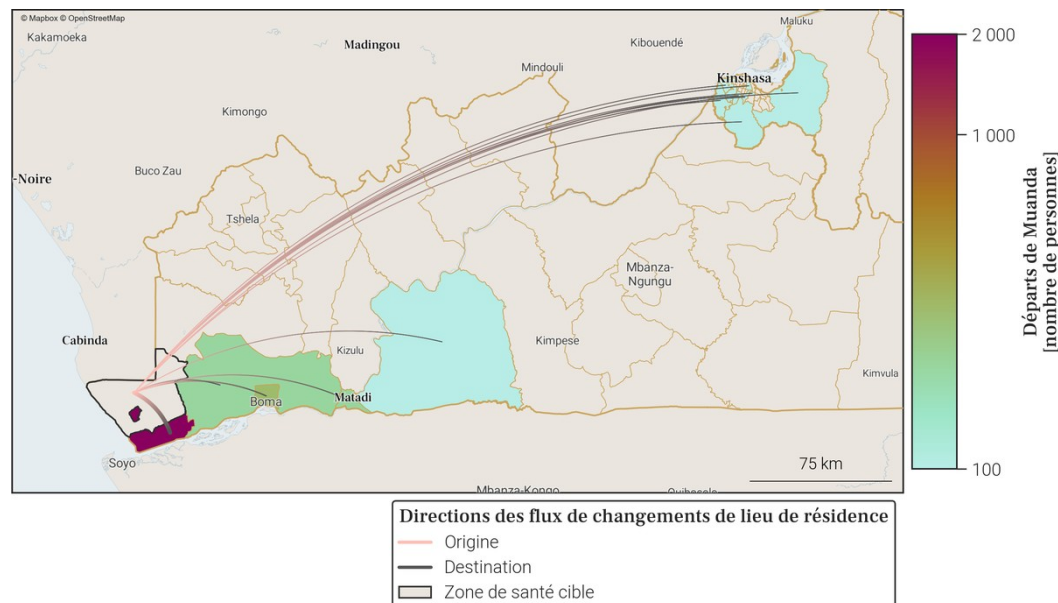 © Mapbox © OpenStreetMap
Kakamoeka
Madingou
Kibouendé
Maluku
Mindouli
Kinshasa
Kimongo
Buco Zau
-Noire
Tshela
Mbanza-
Ngungu
Cabinda
Kizulu
Kimpese
Kimvula
Boma
Matadi
Soyo
75 km
Mbanza-Kongo
2 000
1 000
100
Départs de Muanda
[nombre de personnes]
Directions des flux de changements de lieu de résidence
Origine
Destination
Zone de santé cible